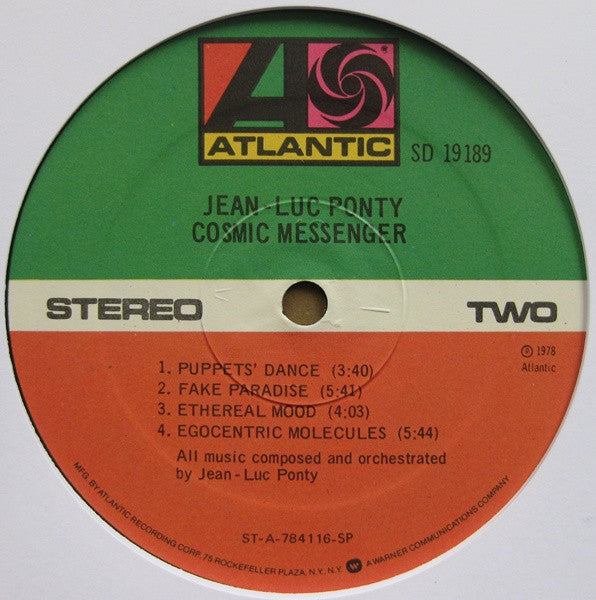 ATLANTIC
SD 19189
JEAN-LUC PONTY
COSMIC MESSENGER
STEREO TWO
℗ 1978
Atlantic
1. PUPPETS' DANCE (3:40)
2. FAKE PARADISE (5:41)
3. ETHEREAL MOOD (4:03)
4. EGOCENTRIC MOLECULES (5:44)
All music composed and orchestrated
by Jean-Luc Ponty
ST-A-784116-SP
MFG. BY ATLANTIC RECORDING CORP. 75 ROCKEFELLER PLAZA, N.Y., N.Y. A WARNER COMMUNICATIONS COMPANY